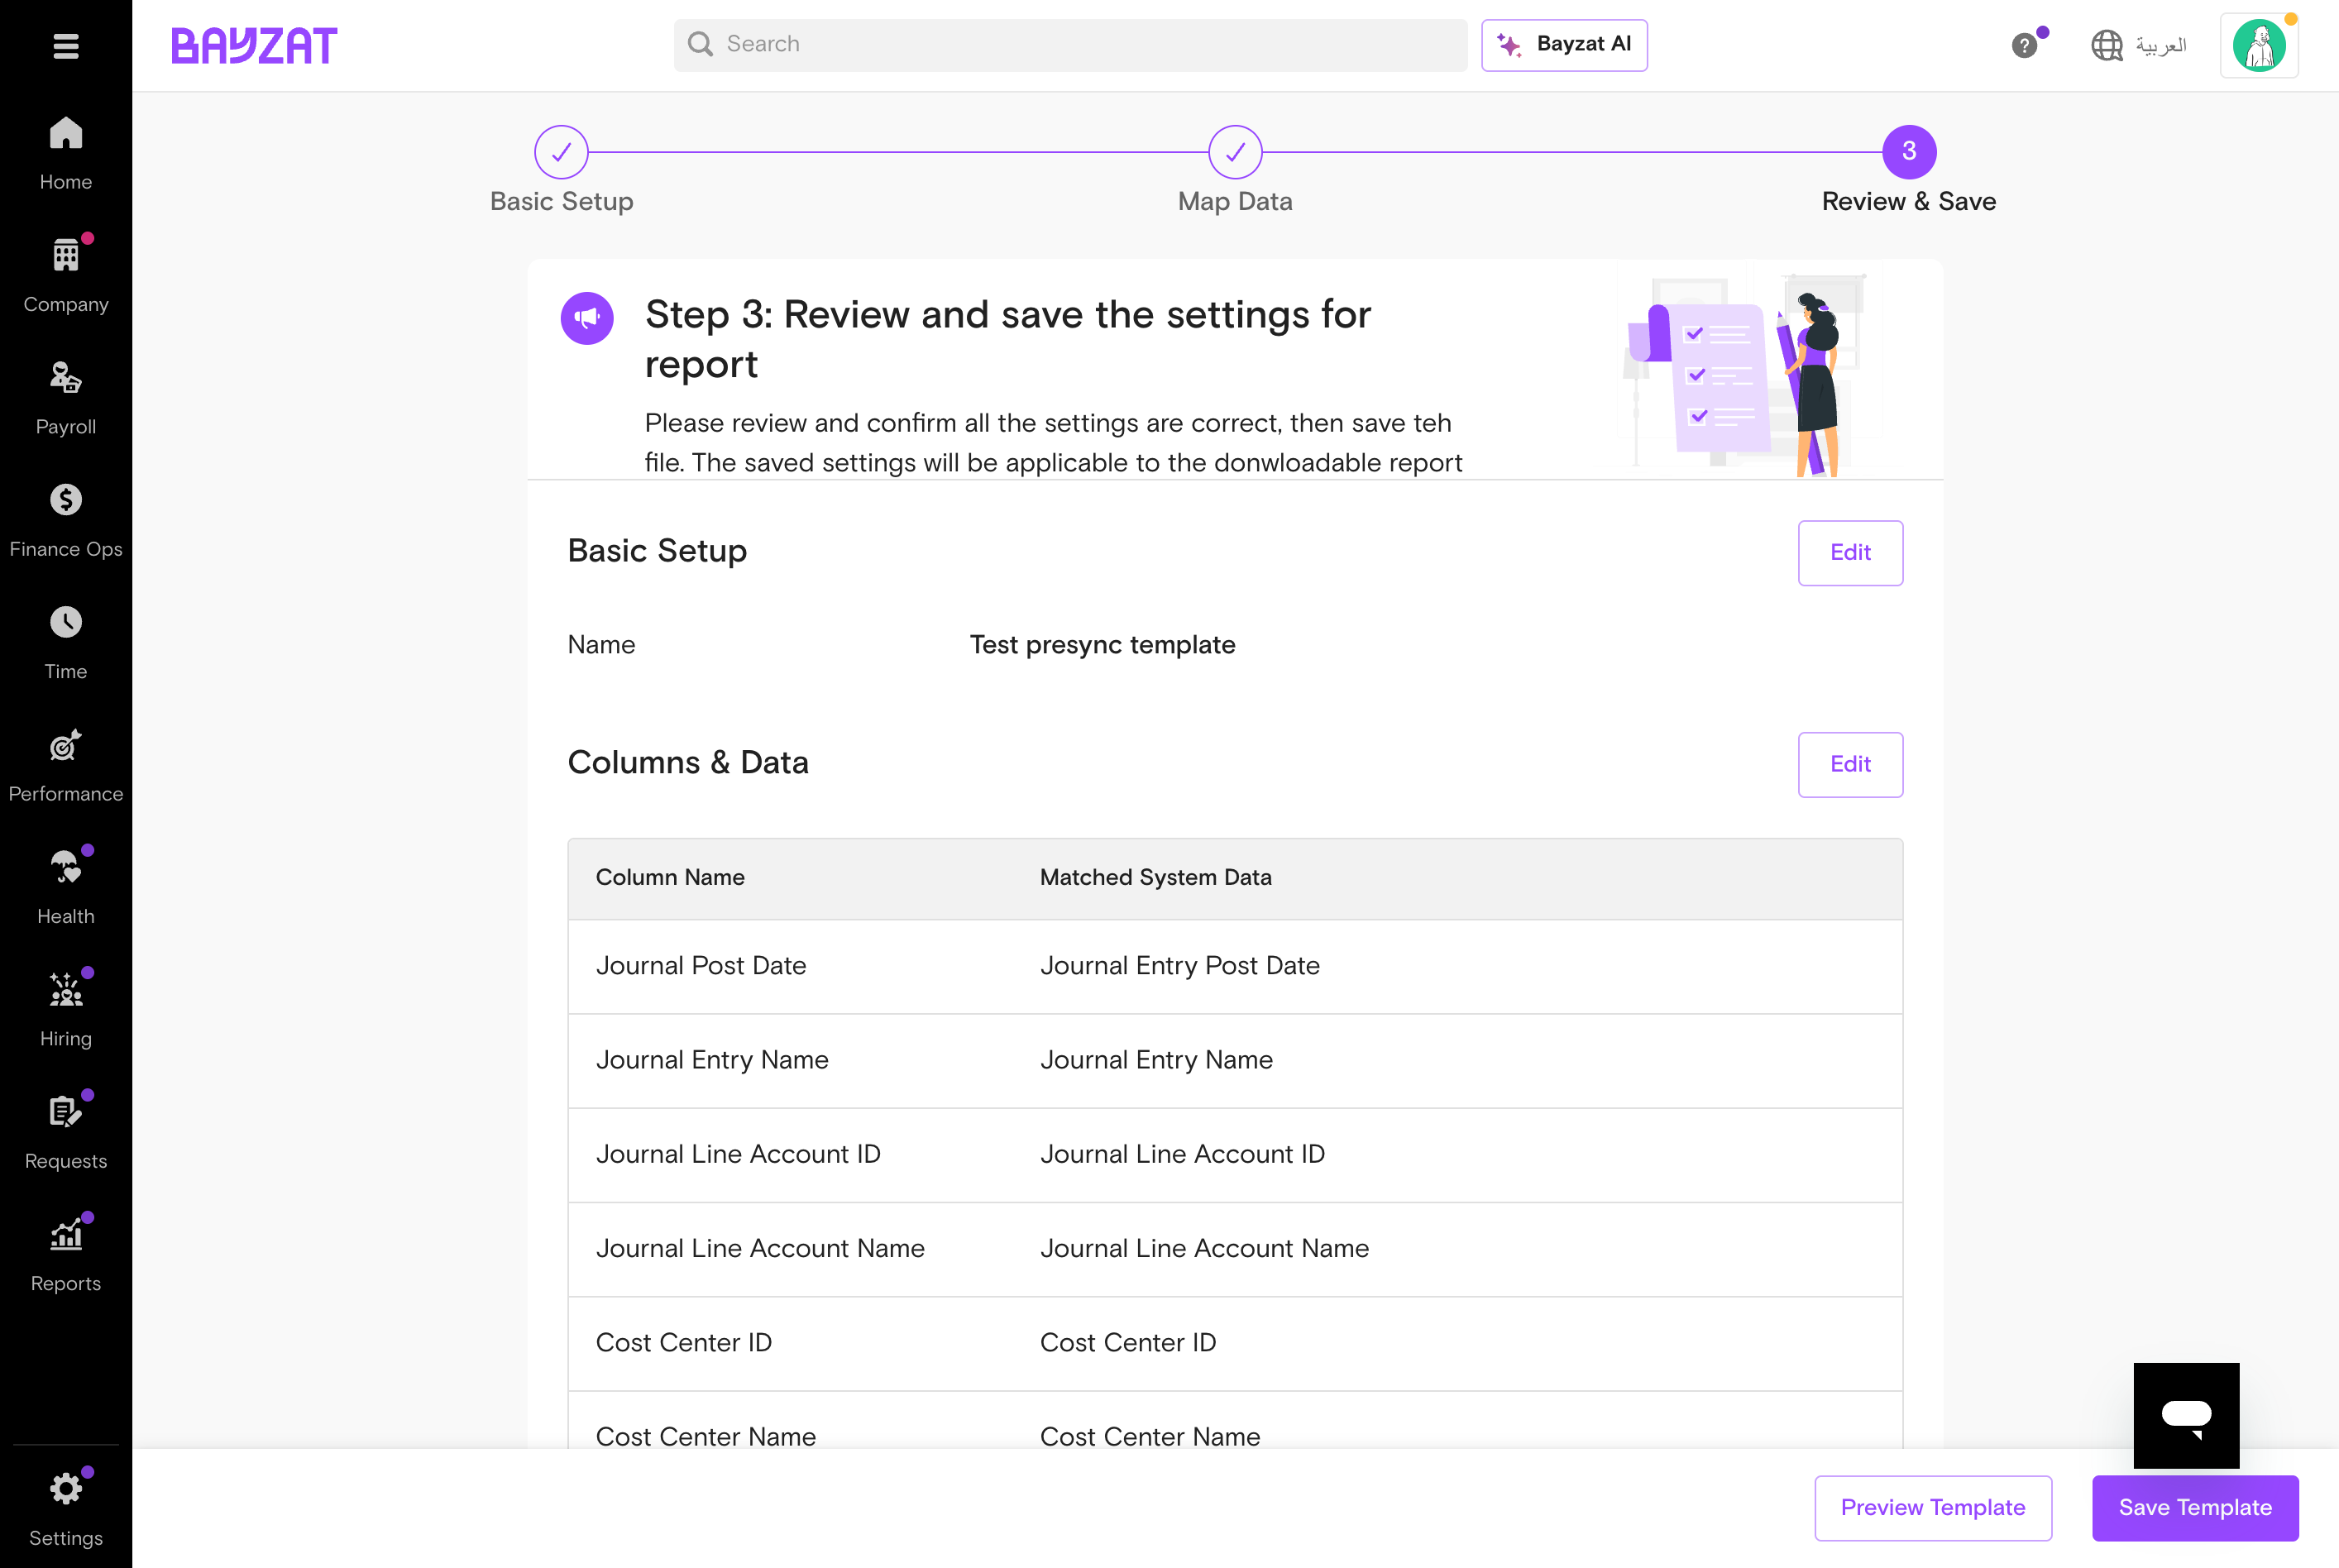 BAYZAT
Search
Bayzat AI
?
العربية
Home
Company
Payroll
Finance Ops
Time
Performance
Health
Hiring
Requests
Reports
Settings
3
Basic Setup
Map Data
Review & Save
Step 3: Review and save the settings for
report
Please review and confirm all the settings are correct, then save teh
file. The saved settings will be applicable to the donwloadable report
Basic Setup
Edit
Name
Test presync template
Columns & Data
Edit
Column Name
Matched System Data
Journal Post Date
Journal Entry Post Date
Journal Entry Name
Journal Entry Name
Journal Line Account ID
Journal Line Account ID
Journal Line Account Name
Journal Line Account Name
Cost Center ID
Cost Center ID
Cost Center Name
Cost Center Name
Preview Template
Save Template